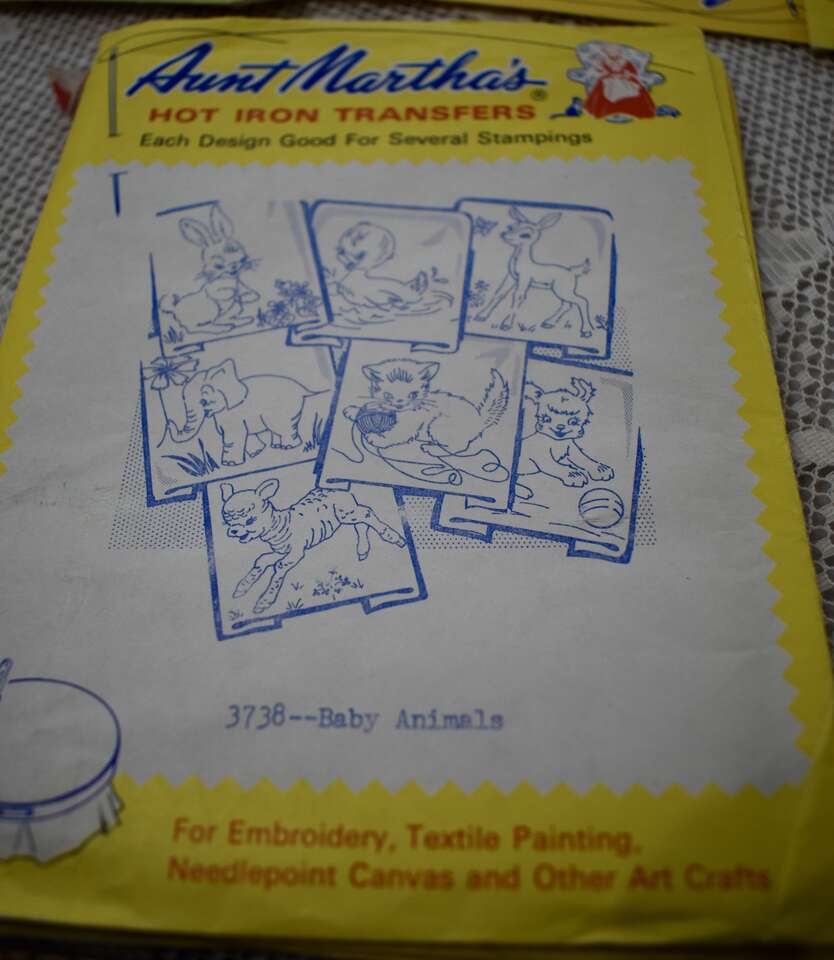 Aunt Martha's®
HOT IRON TRANSFERS
Each Design Good For Several Stampings
3738--Baby Animals
For Embroidery, Textile Painting,
Needlepoint Canvas and Other Art Crafts